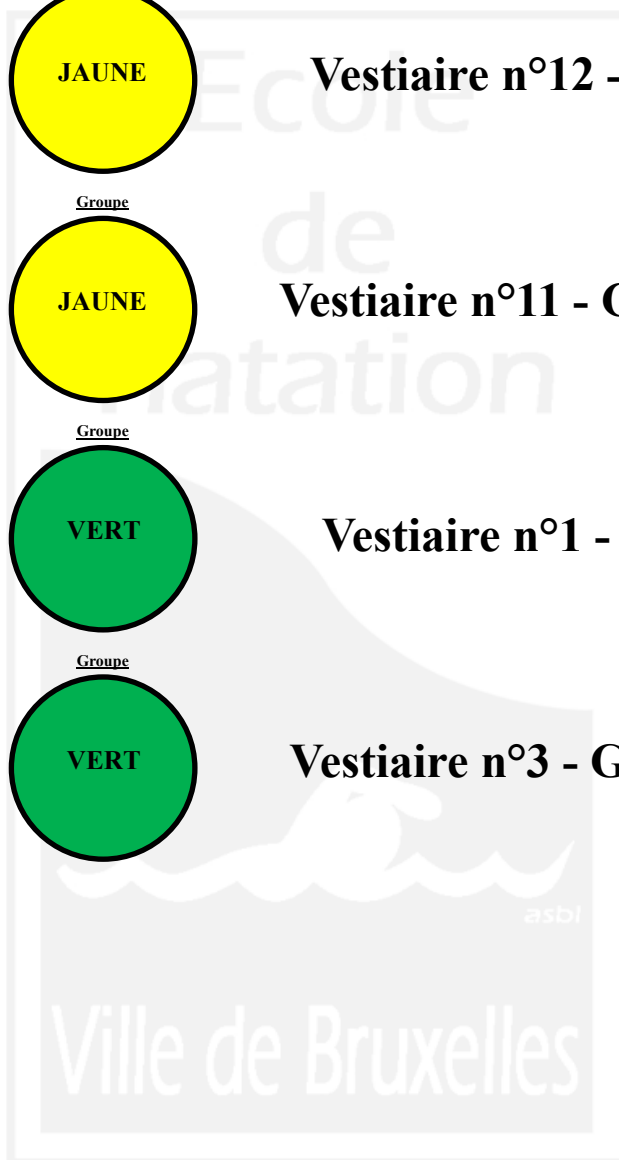 Ecole
JAUNE
Vestiaire n°12 -
Groupe
de
JAUNE
Vestiaire n°11 - G
natation
Groupe
VERT
Vestiaire n°1 -
Groupe
VERT
Vestiaire n°3 - G
asbl
Ville de Bruxelles